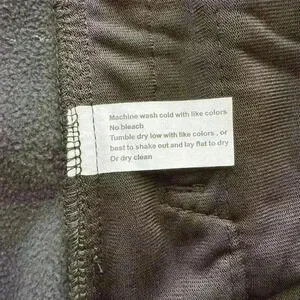 Machine wash cold with like colors
No bleach
Tumble dry low with like colors , or
best to shake out and lay flat to dry
Or dry clean